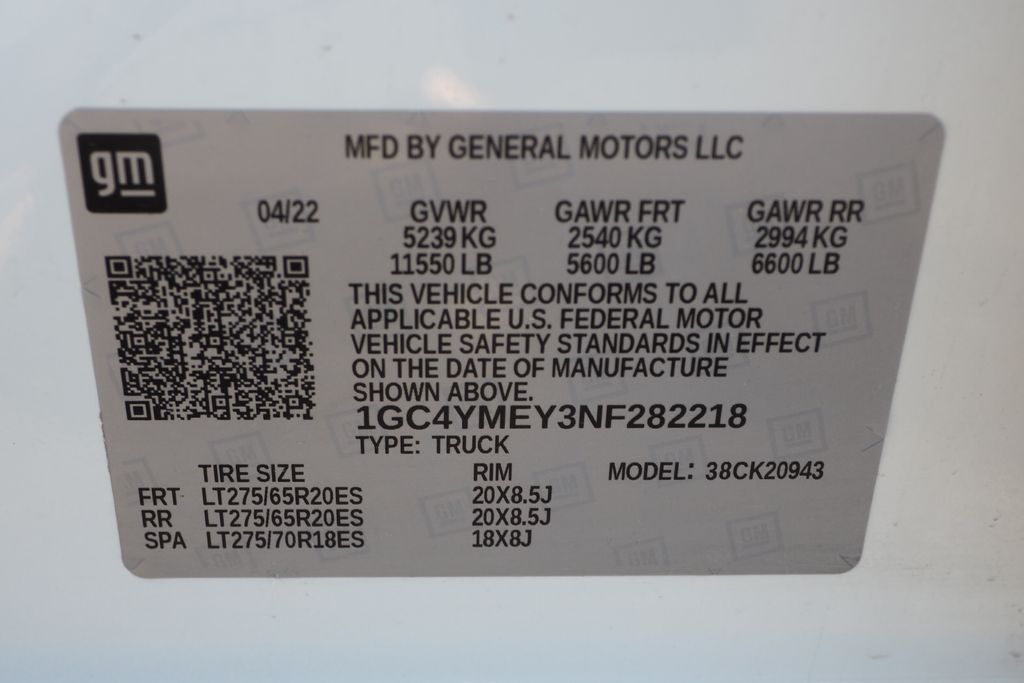 gm
MFD BY GENERAL MOTORS LLC
04/22 GVWR GAWR FRT GAWR RR
5239 KG 2540 KG 2994 KG
11550 LB 5600 LB 6600 LB
THIS VEHICLE CONFORMS TO ALL
APPLICABLE U.S. FEDERAL MOTOR
VEHICLE SAFETY STANDARDS IN EFFECT
ON THE DATE OF MANUFACTURE
SHOWN ABOVE.
1GC4YMEY3NF282218
TYPE: TRUCK
TIRE SIZE RIM MODEL: 38CK20943
FRT LT275/65R20ES 20X8.5J
RR LT275/65R20ES 20X8.5J
SPA LT275/70R18ES 18X8J